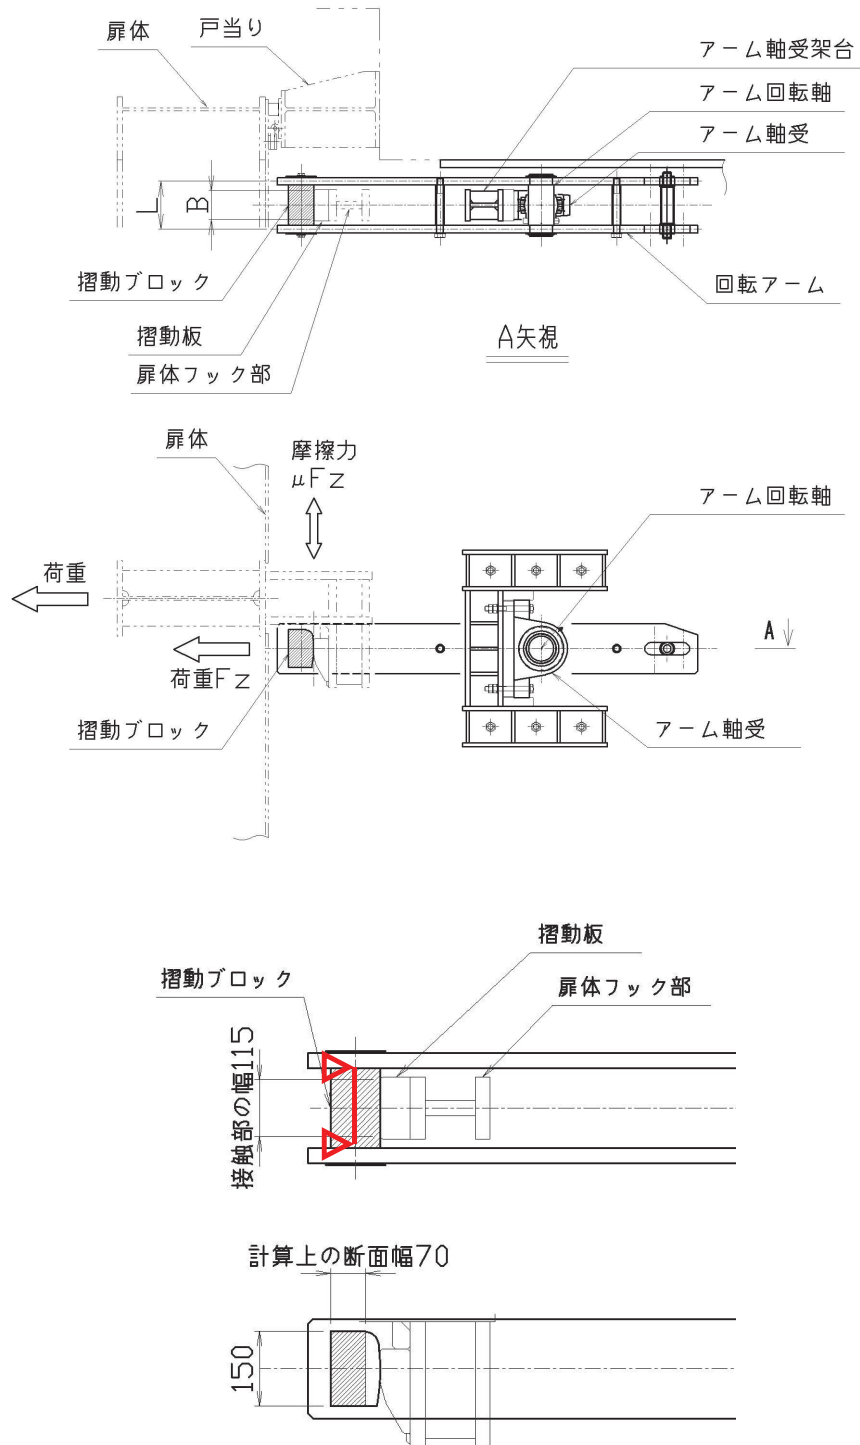 扉体
戸当り
アーム軸受架台
アーム回転軸
アーム軸受
L
B
摺動ブロック
回転アーム
摺動板
扉体フック部
A矢視
扉体
摩擦力
μFz
アーム回転軸
荷重
A
荷重Fz
摺動ブロック
アーム軸受
摺動板
摺動ブロック
扉体フック部
接触部の幅115
計算上の断面幅70
150